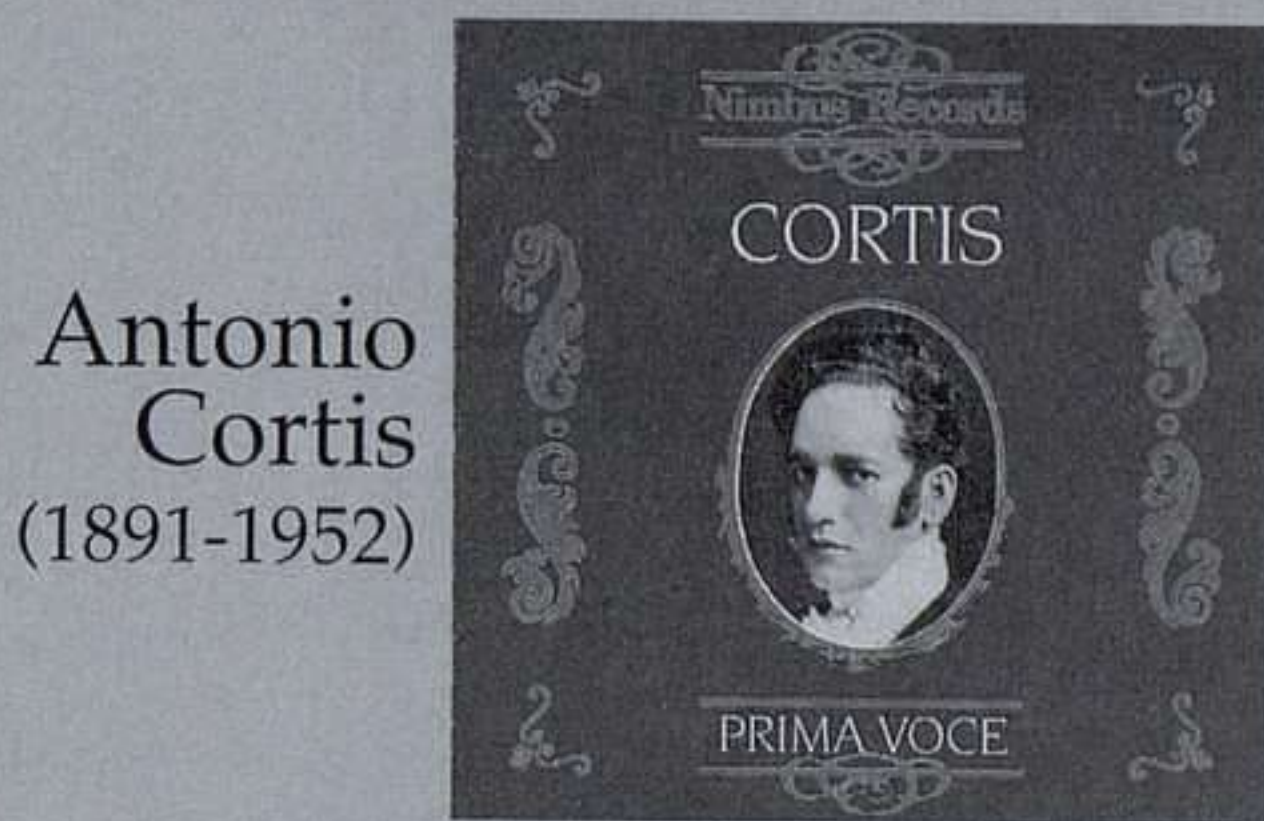 Antonio
Cortis
(1891-1952)
Nimbus Records
CORTIS
PRIMA VOCE